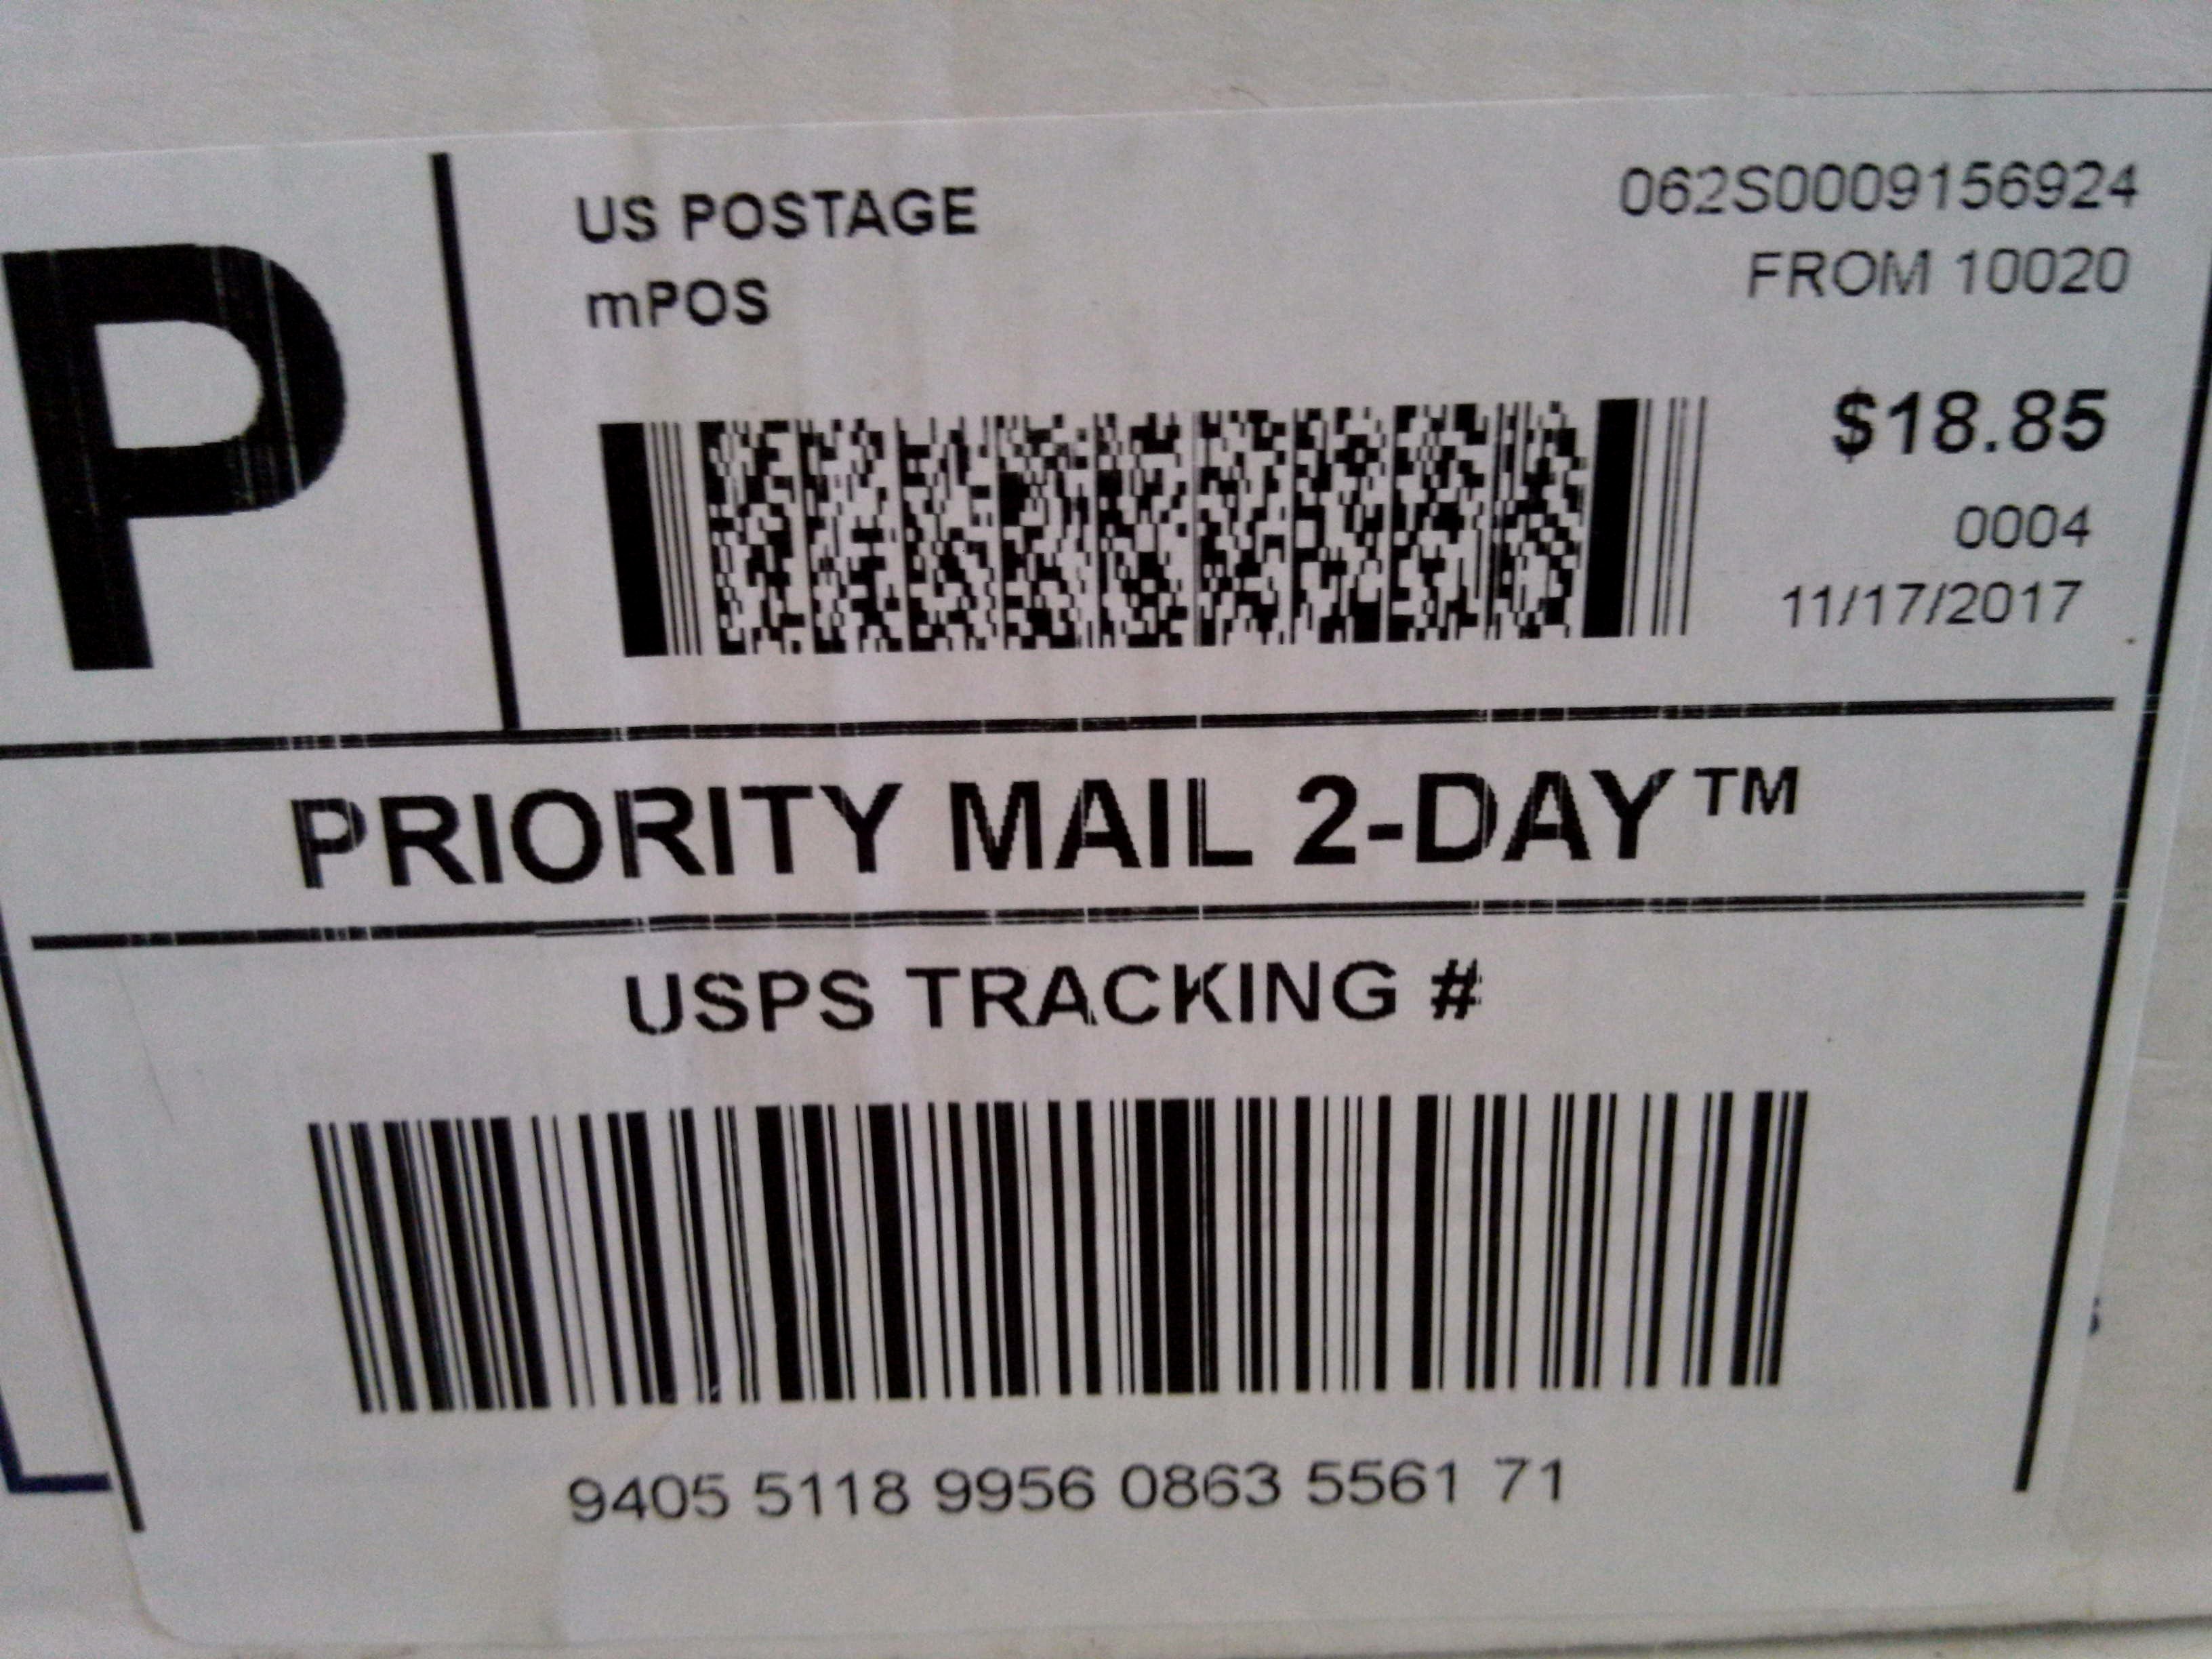 P
US POSTAGE
mPOS
062S0009156924
FROM 10020
$18.85
0004
11/17/2017
PRIORITY MAIL 2-DAY™
USPS TRACKING #
9405 5118 9956 0863 5561 71